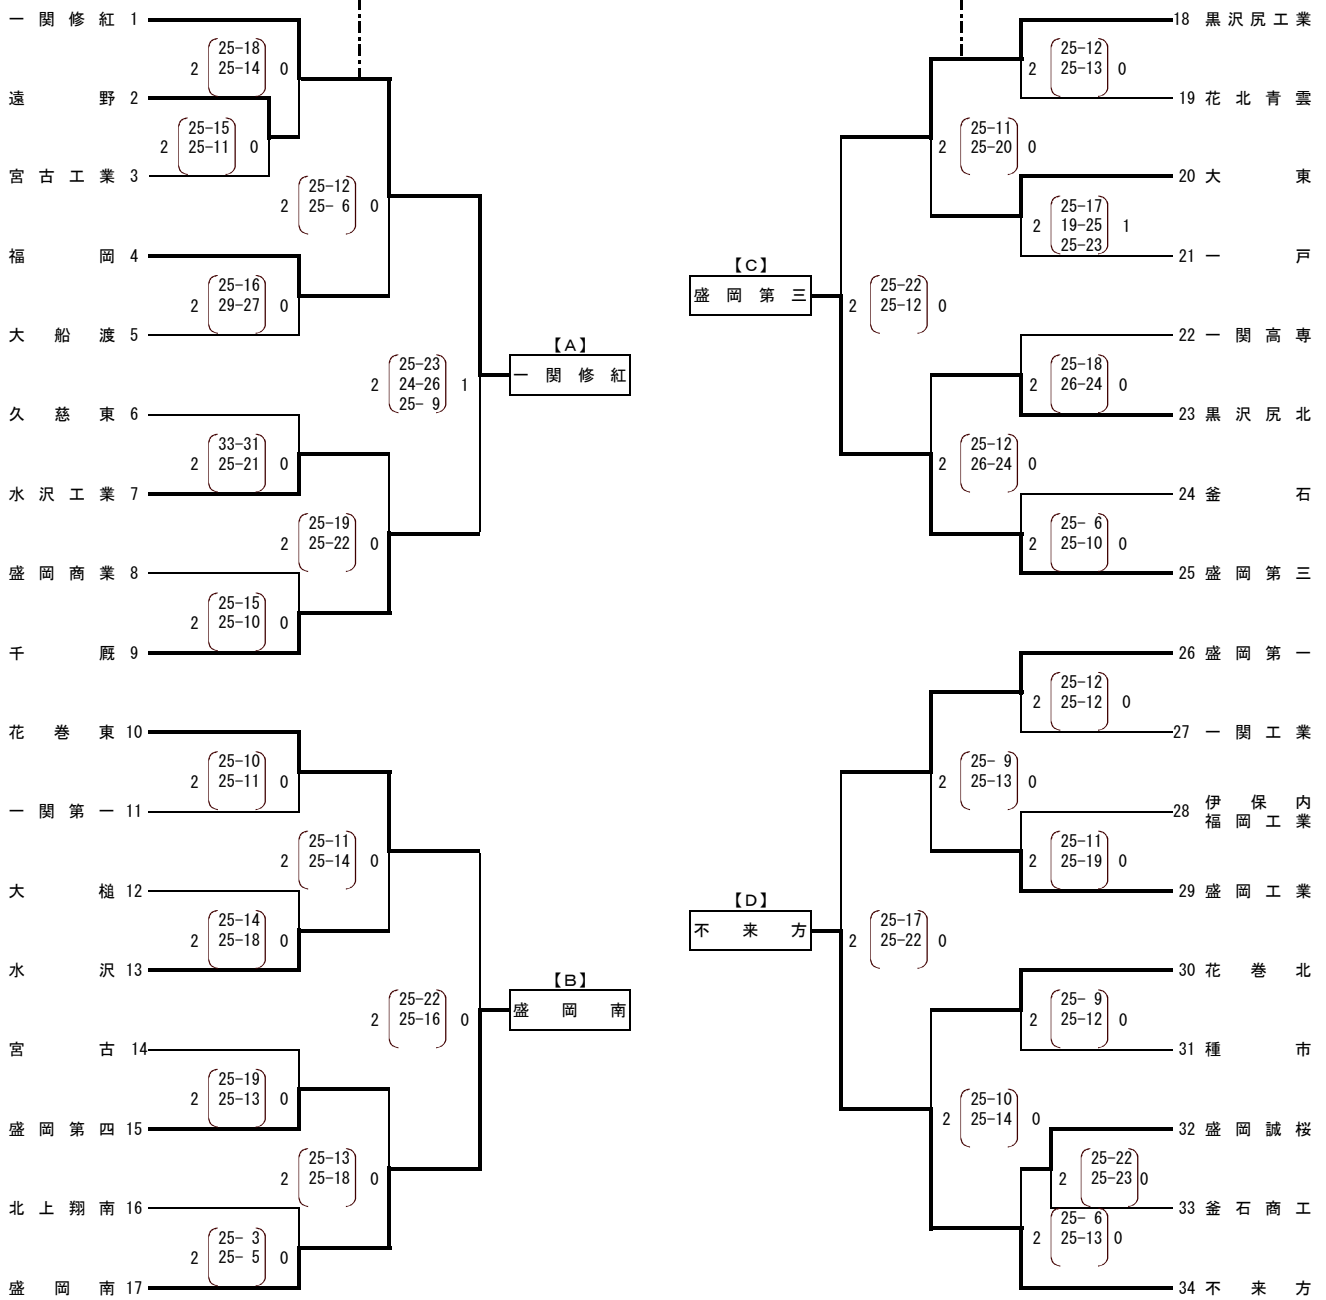 一関修紅 1
2 25-18 0
25-14
遠野 2
2 25-15 0
25-11
宮古工業 3
2 25-12 0
25- 6
福岡 4
2 25-16 0
29-27
大船渡 5
【A】
一関修紅
2 25-23 1
24-26
25- 9
久慈東 6
2 33-31 0
25-21
水沢工業 7
2 25-19 0
25-22
盛岡商業 8
2 25-15 0
25-10
千厩 9
花巻東 10
2 25-10 0
25-11
一関第一 11
2 25-11 0
25-14
大槌 12
2 25-14 0
25-18
水沢 13
【B】
盛岡南
2 25-22 0
25-16
宮古 14
2 25-19 0
25-13
盛岡第四 15
2 25-13 0
25-18
北上翔南 16
2 25- 3 0
25- 5
盛岡南 17
18 黒沢尻工業
2 25-12 0
25-13
19 花北青雲
2 25-11 0
25-20
20 大東
2 25-17 1
19-25
25-23
21 一戸
【C】
盛岡第三
2 25-22 0
25-12
22 一関高専
2 25-18 0
26-24
23 黒沢尻北
2 25-12 0
26-24
24 釜石
2 25- 6 0
25-10
25 盛岡第三
26 盛岡第一
2 25-12 0
25-12
27 一関工業
2 25- 9 0
25-13
28 伊保内
福岡工業
2 25-11 0
25-19
29 盛岡工業
【D】
不来方
2 25-17 0
25-22
30 花巻北
2 25- 9 0
25-12
31 種市
2 25-10 0
25-14
32 盛岡誠桜
2 25-22 0
25-23
33 釜石商工
2 25- 6 0
25-13
34 不来方